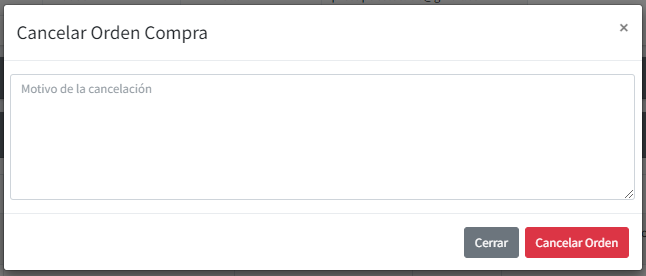 Cancelar Orden Compra
×
Motivo de la cancelación
Cerrar
Cancelar Orden